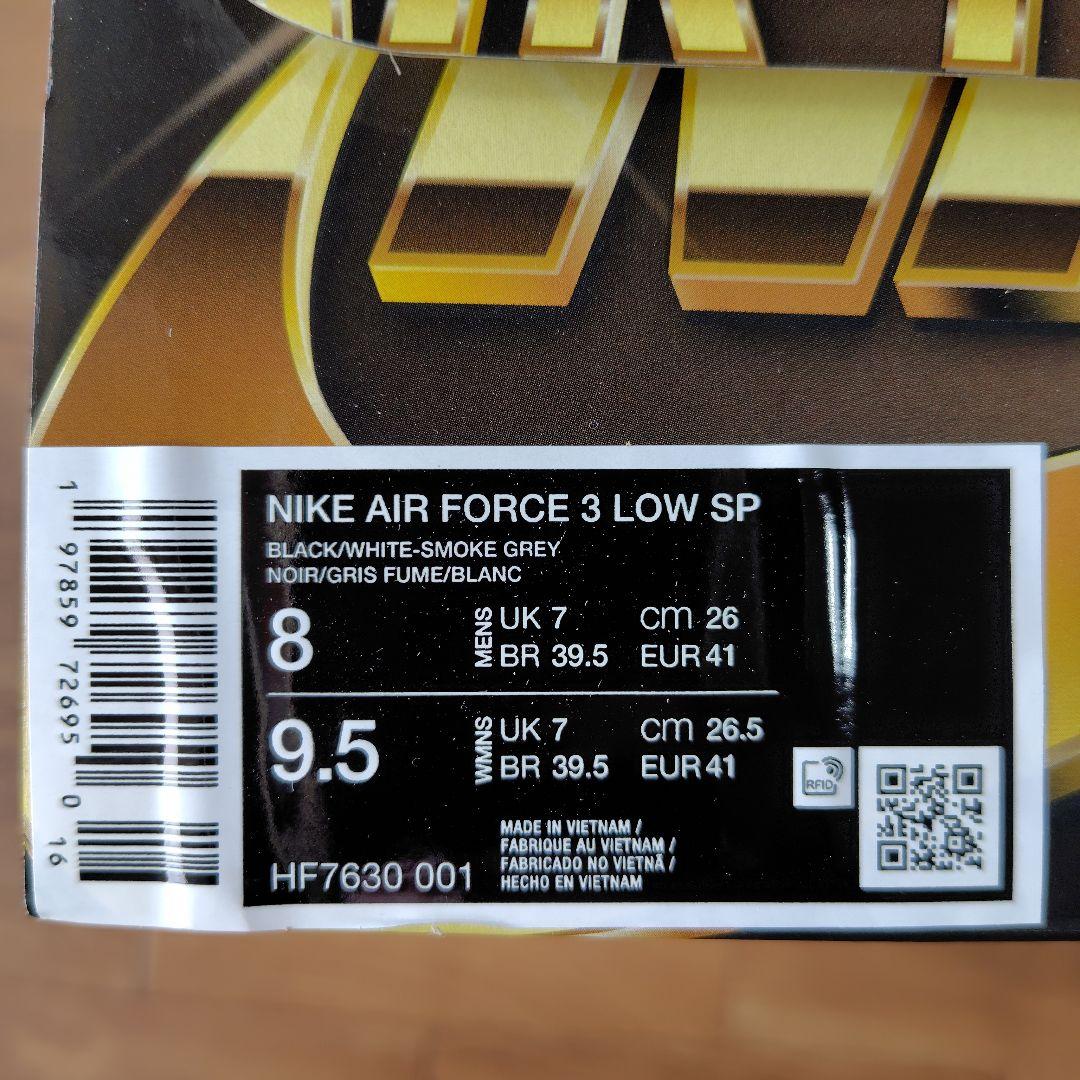 NIKE AIR FORCE 3 LOW SP
BLACK/WHITE-SMOKE GREY
NOIR/GRIS FUME/BLANC
8
MENS
UK 7 cm 26
BR 39.5 EUR 41
9.5
WMNS
UK 7 cm 26.5
BR 39.5 EUR 41
RFID
MADE IN VIETNAM /
FABRIQUE AU VIETNAM /
FABRICADO NO VIETNÃ /
HECHO EN VIETNAM
HF7630 001
1 97859 72695 0 16